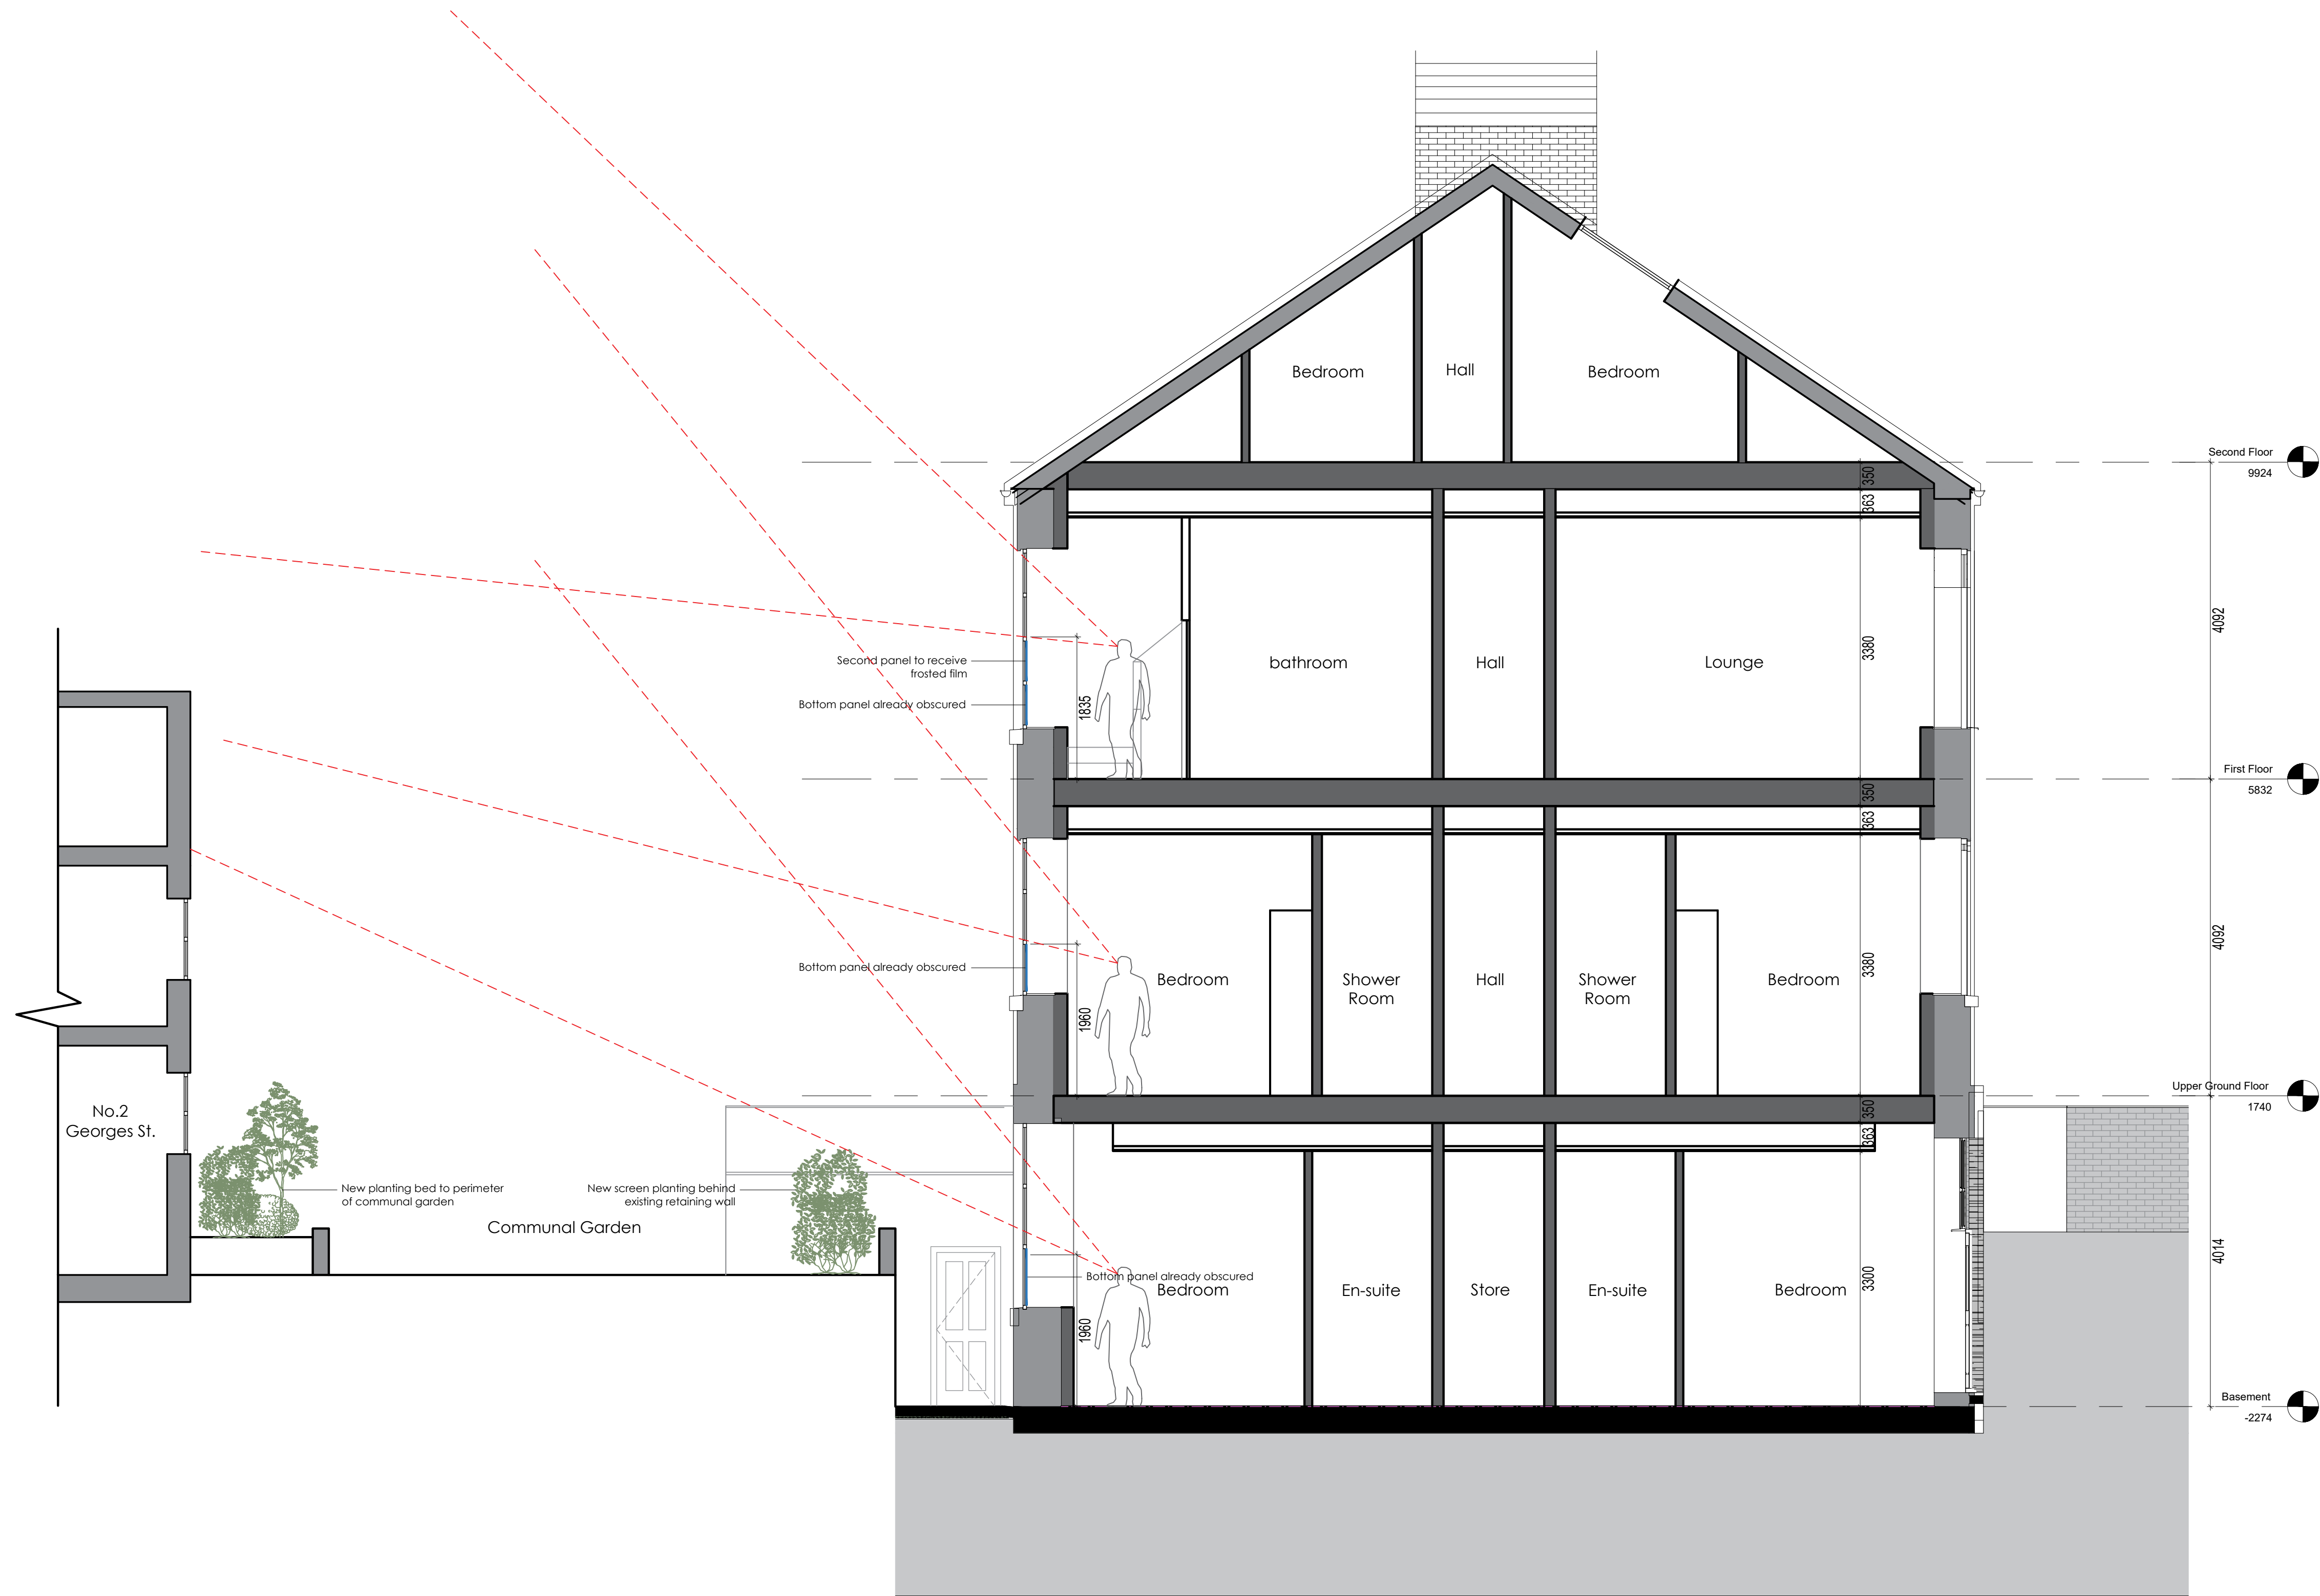 Bedroom
Hall
Bedroom
Second Floor
9924
350
363
4092
Second panel to receive
frosted film
Bottom panel already obscured
1835
bathroom
Hall
Lounge
3380
First Floor
5832
350
363
4092
Bottom panel already obscured
1960
Bedroom
Shower
Room
Hall
Shower
Room
Bedroom
3380
Upper Ground Floor
1740
350
363
No.2
Georges St.
New planting bed to perimeter
of communal garden
Communal Garden
New screen planting behind
existing retaining wall
Bottom panel already obscured
1960
Bedroom
En-suite
Store
En-suite
Bedroom
3300
4014
Basement
-2274